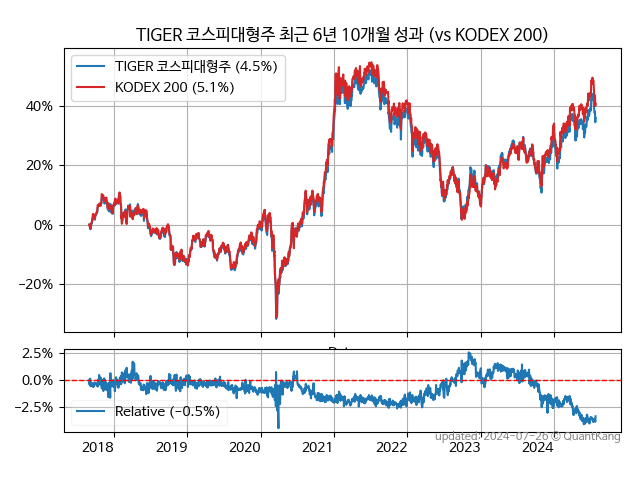 TIGER 코스피대형주 최근 6년 10개월 성과 (vs KODEX 200)
TIGER 코스피대형주 (4.5%)
KODEX 200 (5.1%)
40%
20%
0%
−20%
2.5%
0.0%
−2.5%
Relative (−0.5%)
updated: 2024-07-26 © QuantKang
2018 2019 2020 2021 2022 2023 2024